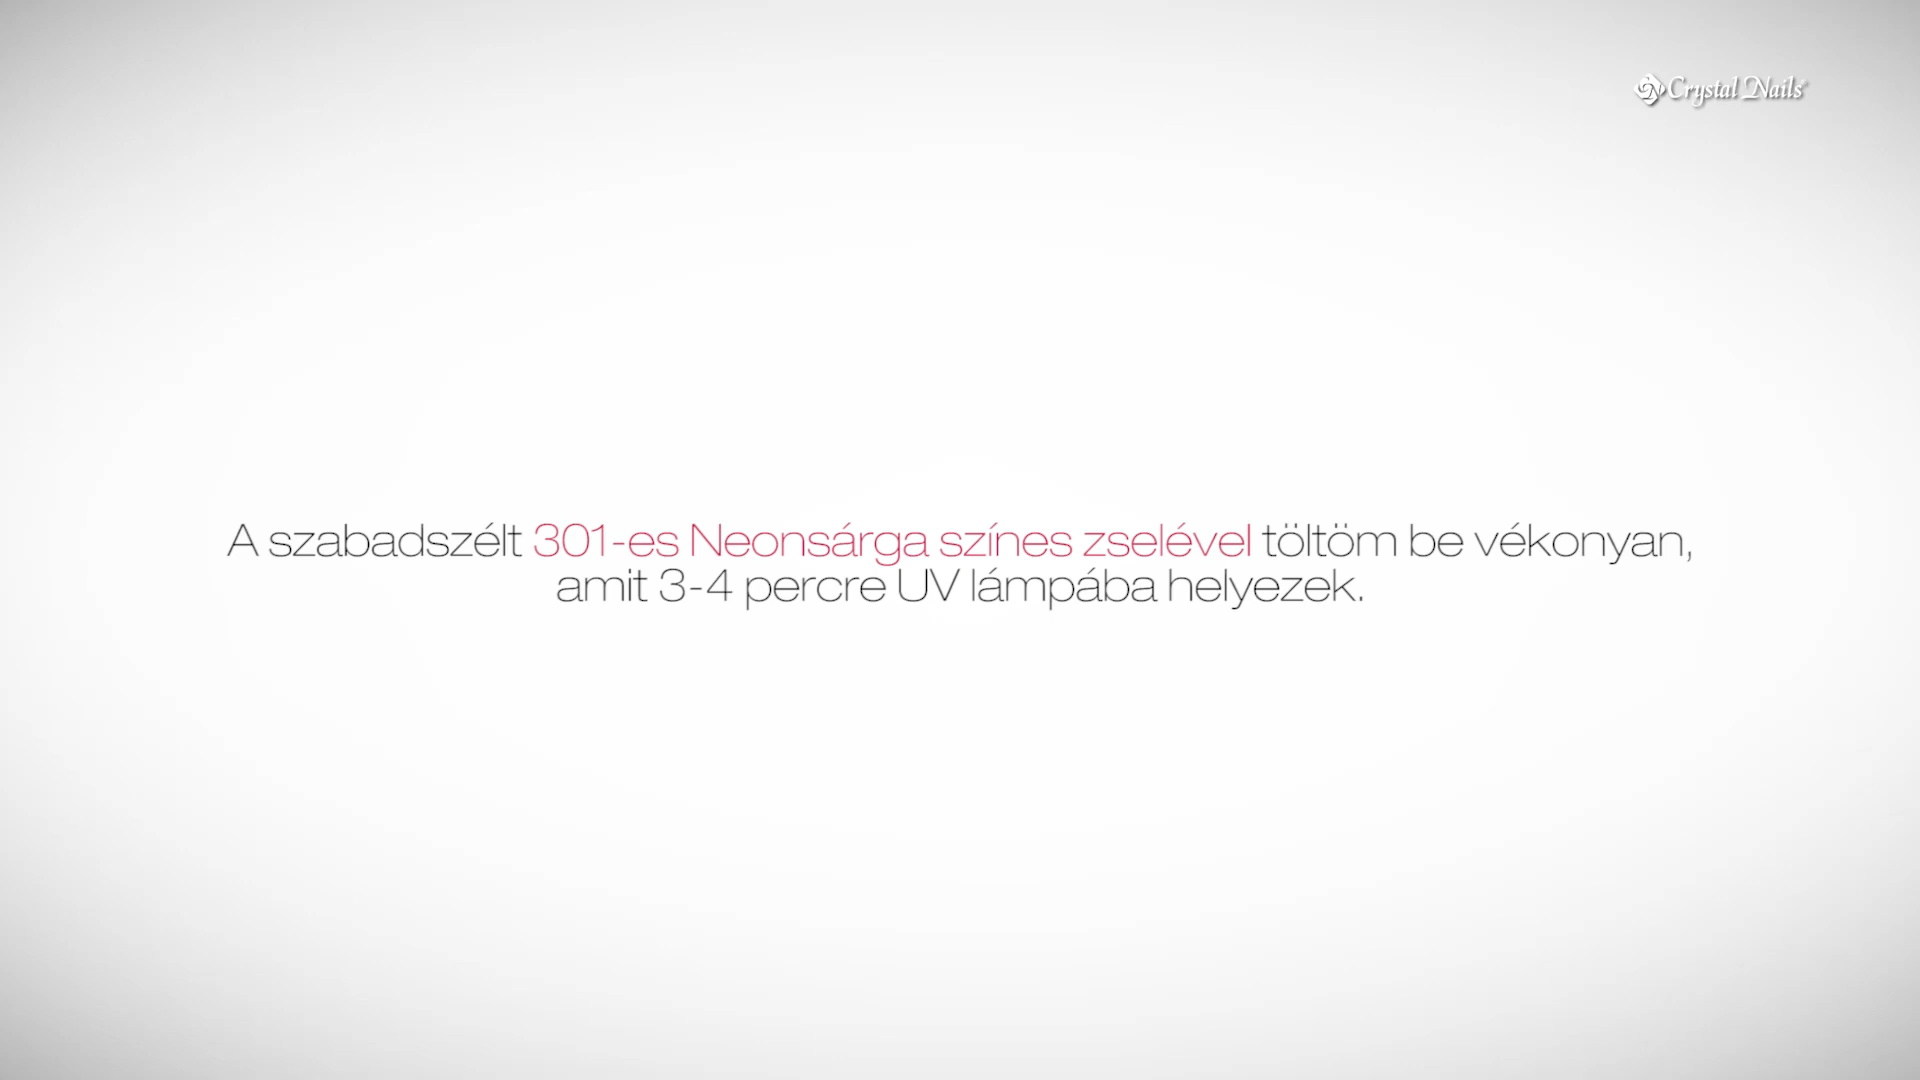 Crystal Nails
A szabadszélt 301-es Neonsárga színes zselével töltöm be vékonyan,
amit 3-4 percre UV lámpába helyezek.